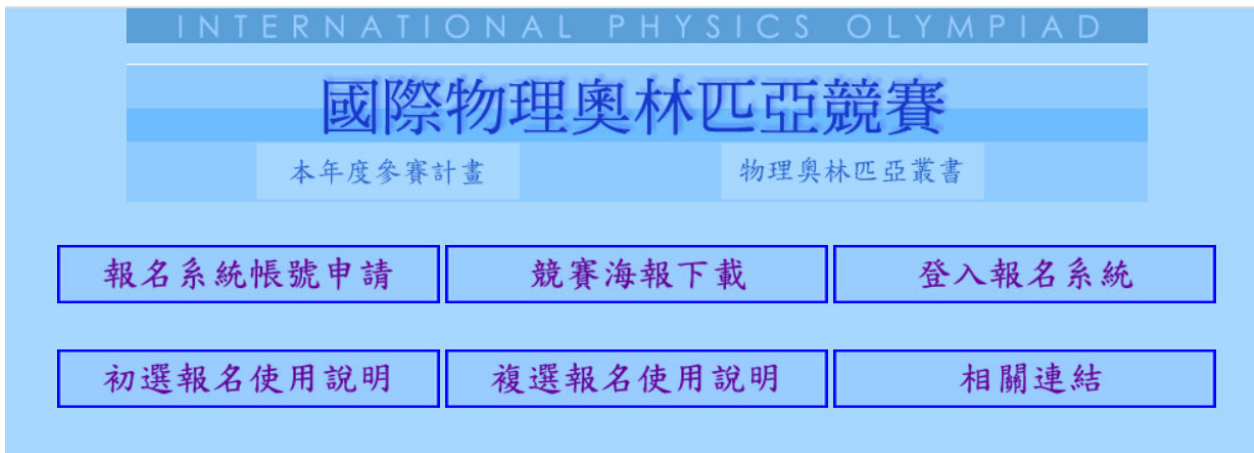 INTERNATIONAL PHYSICS OLYMPIAD
國際物理奧林匹亞競賽
本年度參賽計畫 物理奧林匹亞叢書
報名系統帳號申請 競賽海報下載 登入報名系統
初選報名使用說明 複選報名使用說明 相關連結